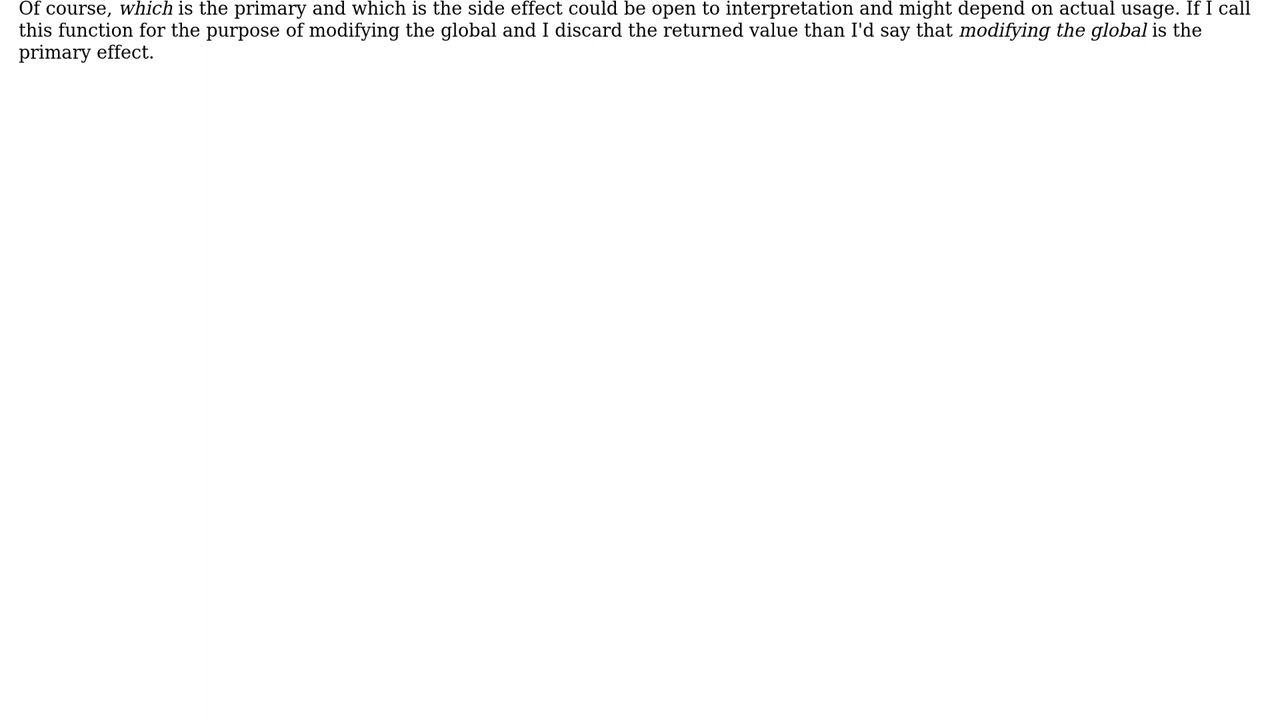 Of course, which is the primary and which is the side effect could be open to interpretation and might depend on actual usage. If I call
this function for the purpose of modifying the global and I discard the returned value than I'd say that modifying the global is the
primary effect.